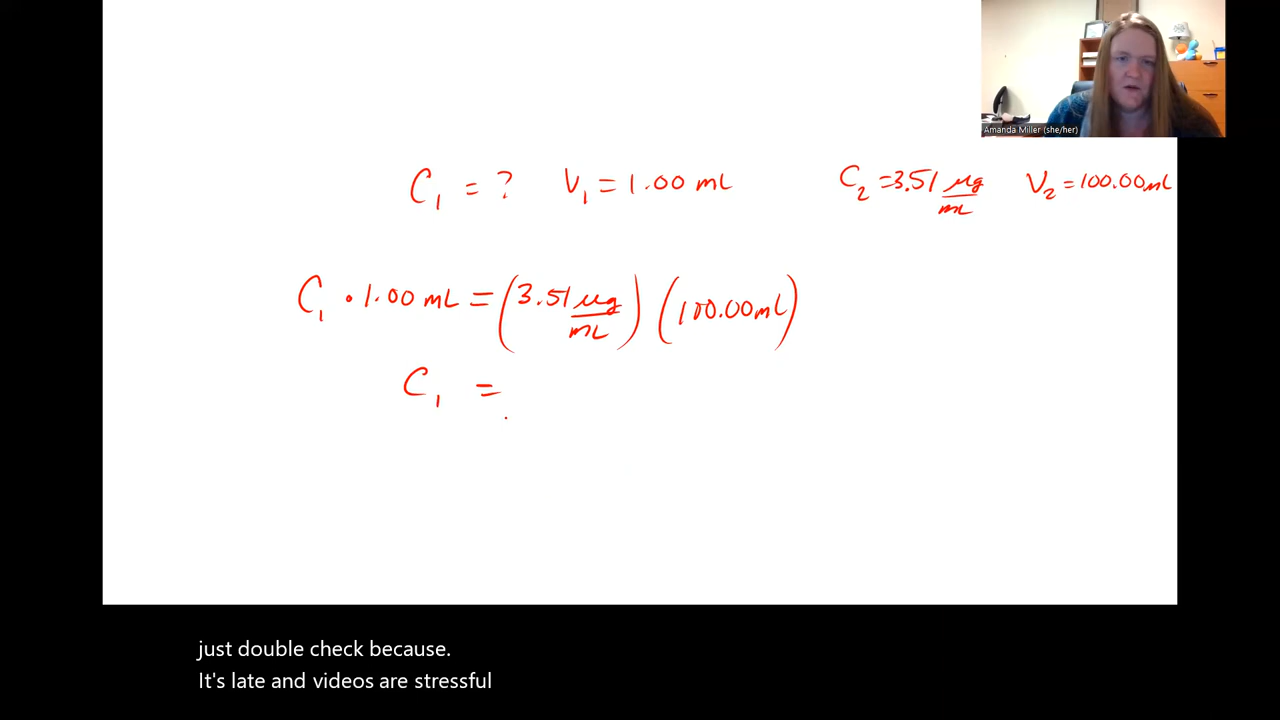 Amanda Miller (she/her)
C₁ = ? V₁ = 1.00 mL C₂ = 3.51 μg/mL V₂ = 100.00 mL
C₁ • 1.00 mL = (3.51 μg/mL) (100.00 mL)
C₁ =
just double check because.
It's late and videos are stressful